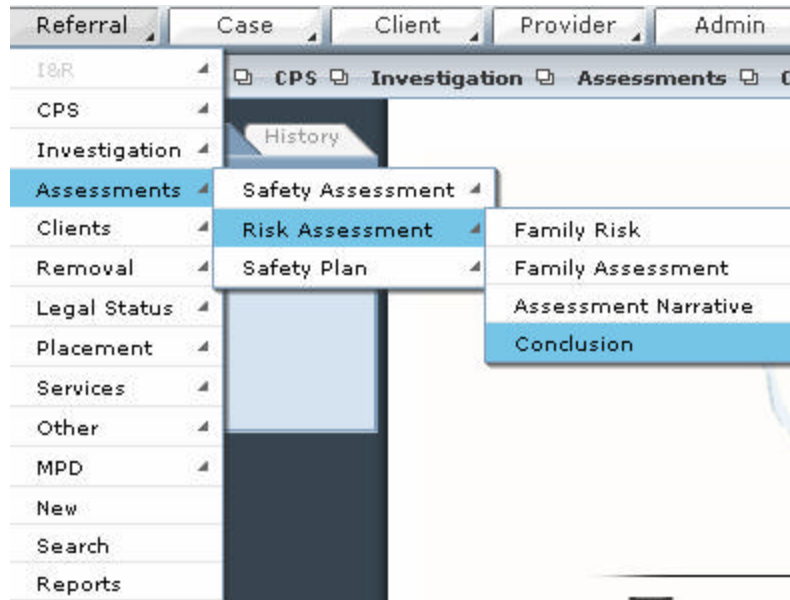 Referral Case Client Provider Admin
I&R
CPS Investigation Assessments
CPS
History
Investigation
Assessments
Safety Assessment
Clients
Risk Assessment
Family Risk
Removal
Safety Plan
Family Assessment
Legal Status
Assessment Narrative
Placement
Conclusion
Services
Other
MPD
New
Search
Reports